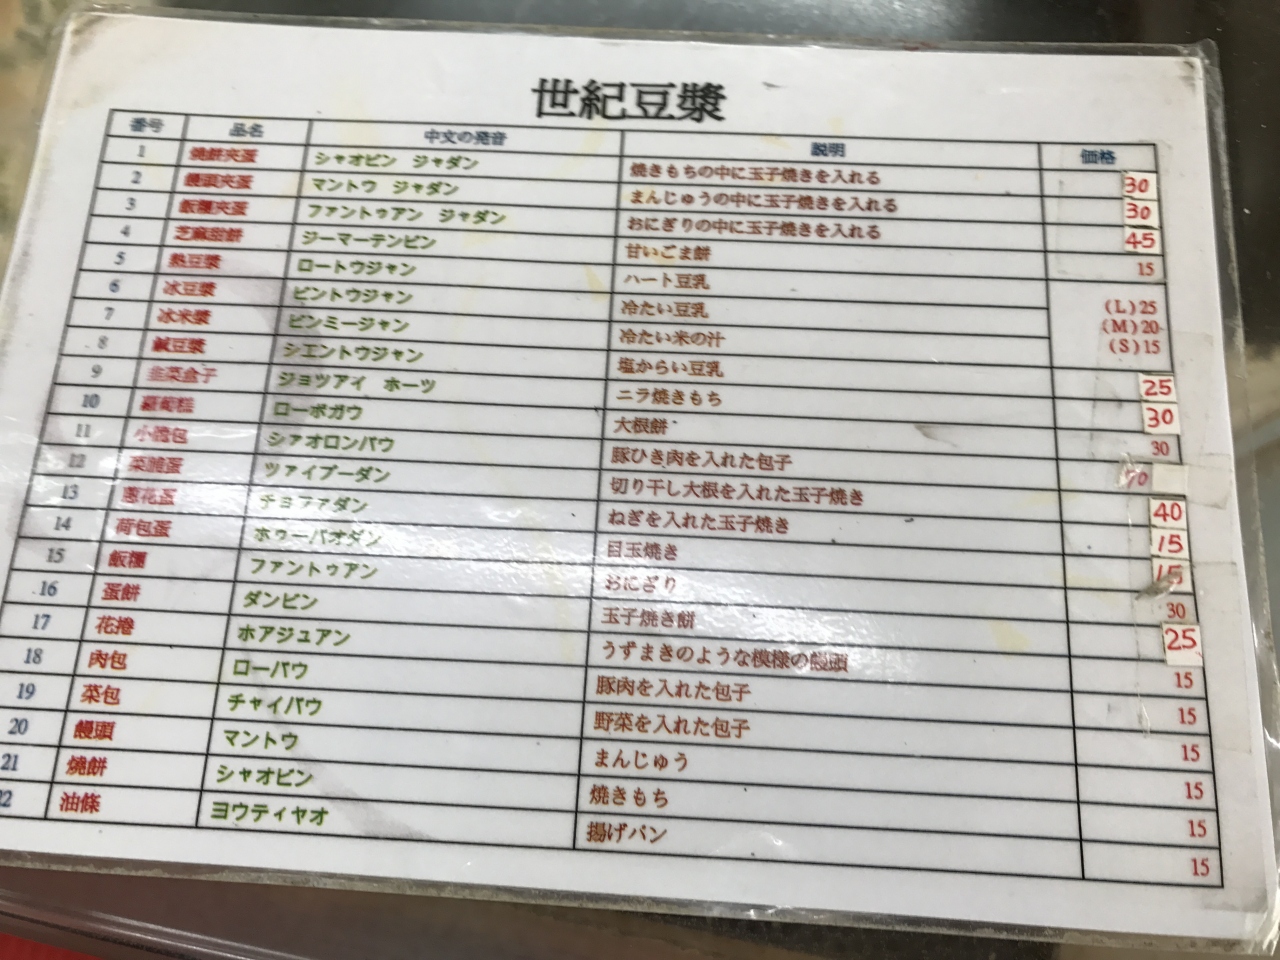 世紀豆漿
番号 品名 中文の発音 説明 価格
1 燒餅夾蛋 シャオビン ジャダン 焼きもちの中に玉子焼きを入れる 30
2 饅頭夾蛋 マントウ ジャダン まんじゅうの中に玉子焼きを入れる 30
3 飯糰夾蛋 ファントゥアン ジャダン おにぎりの中に玉子焼きを入れる 45
4 芝麻甜餅 ジーマーテンビン 甘いごま餅 15
5 熱豆漿 ロートウジャン ハート豆乳
6 冰豆漿 ビントウジャン 冷たい豆乳
7 冰米漿 ビンミージャン 冷たい米の汁
(L)25
(M)20
(S)15
8 鹹豆漿 シエントウジャン 塩からい豆乳 25
9 韭菜盒子 ジョツアイ ホーツ ニラ焼きもち 30
10 蘿蔔糕 ローボガウ 大根餅 30
11 小籠包 シァオロンバウ 豚ひき肉を入れた包子
12 菜脯蛋 ツァイプーダン 切り干し大根を入れた玉子焼き 40
13 蔥花蛋 チョファダン ねぎを入れた玉子焼き 15
14 荷包蛋 ホゥーバオダン 目玉焼き 15
15 飯糰 ファントゥアン おにぎり 30
16 蛋餅 ダンビン 玉子焼き餅 25
17 花捲 ホアジュアン うずまきのような模様の饅頭 15
18 肉包 ローバウ 豚肉を入れた包子 15
19 菜包 チャイバウ 野菜を入れた包子 15
20 饅頭 マントウ まんじゅう 15
21 燒餅 シャオビン 焼きもち 15
22 油條 ヨウティヤオ 揚げパン 15